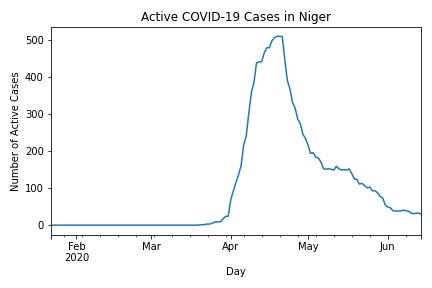 Active COVID-19 Cases in Niger
Number of Active Cases
500
400
300
200
100
0
Feb Mar Apr May Jun
2020
Day